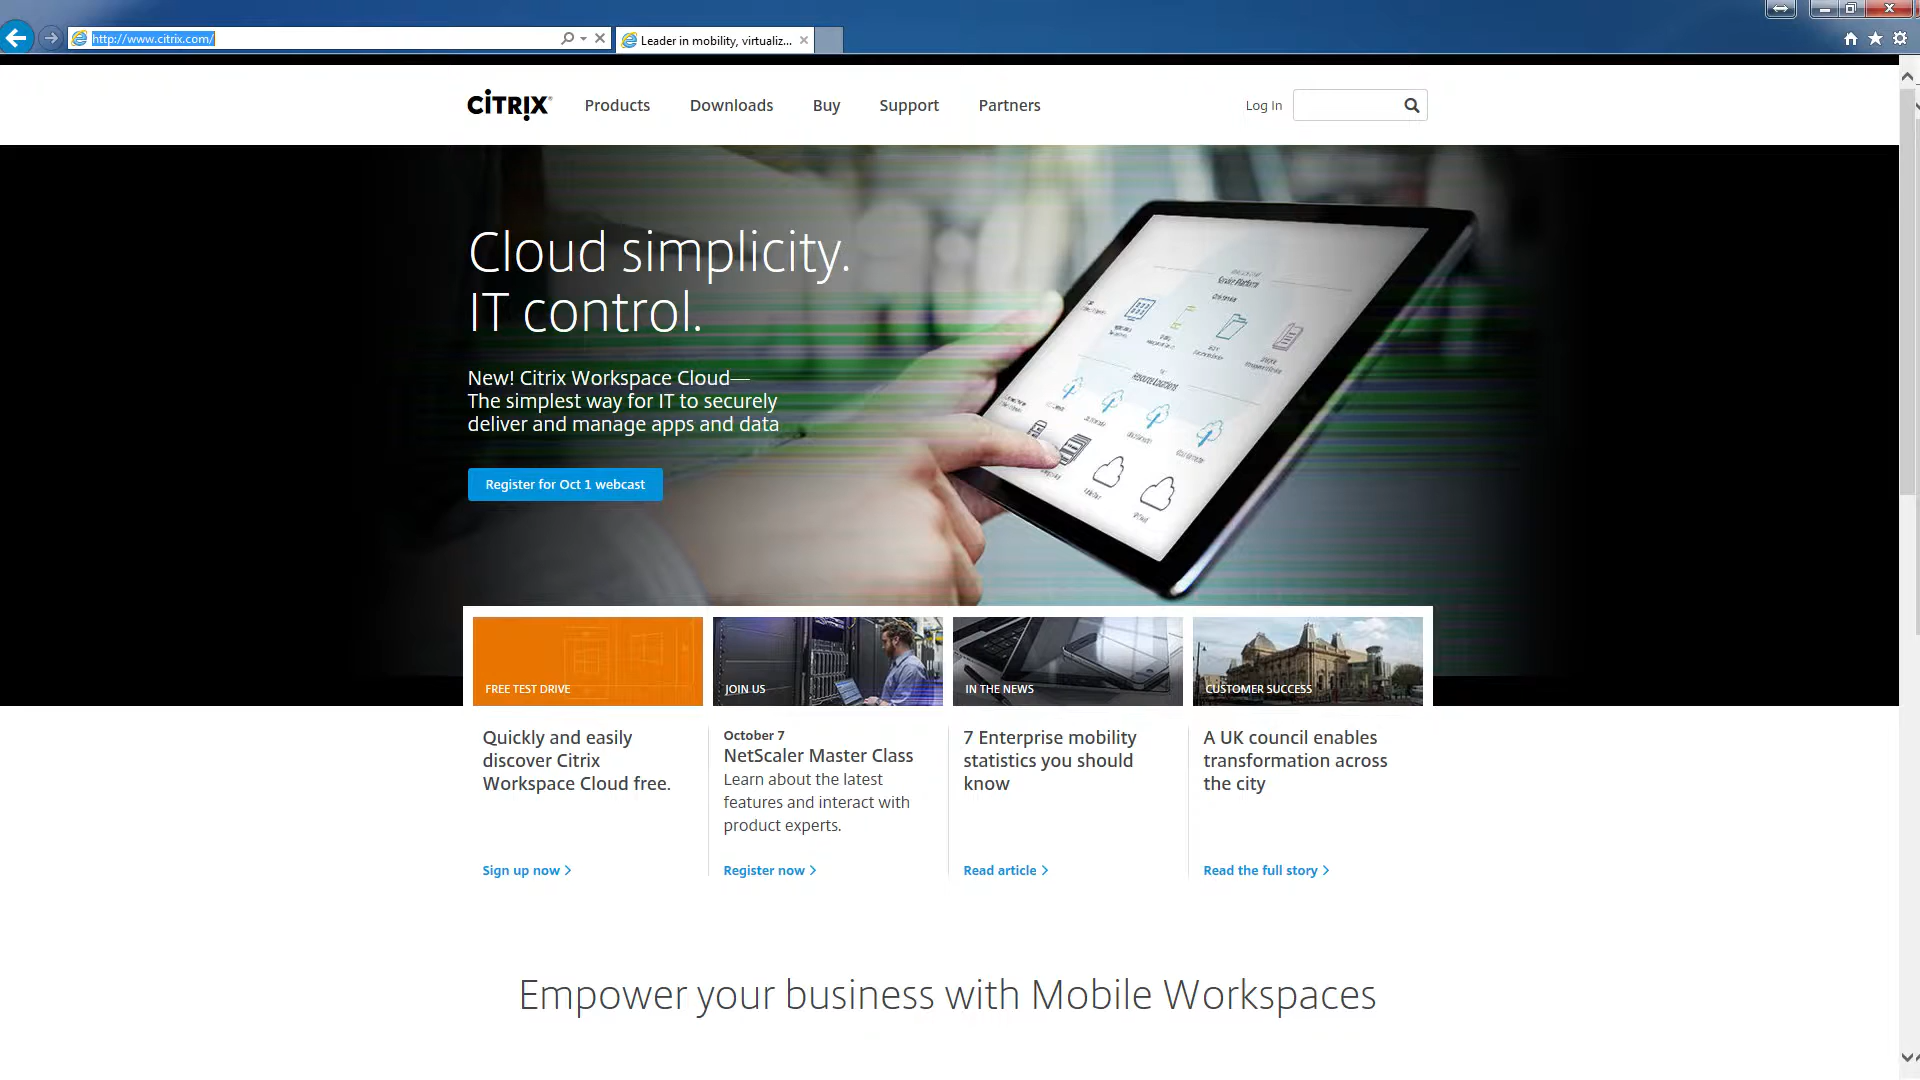 http://www.citrix.com/
Leader in mobility, virtualiz...
CITRIX
Products
Downloads
Buy
Support
Partners
Log In
Cloud simplicity.
IT control.
New! Citrix Workspace Cloud—
The simplest way for IT to securely
deliver and manage apps and data
Register for Oct 1 webcast
Service Platform
Resource Locations
FREE TEST DRIVE
JOIN US
IN THE NEWS
CUSTOMER SUCCESS
Quickly and easily
discover Citrix
Workspace Cloud free.
Sign up now
October 7
NetScaler Master Class
Learn about the latest
features and interact with
product experts.
Register now
7 Enterprise mobility
statistics you should
know
Read article
A UK council enables
transformation across
the city
Read the full story
Empower your business with Mobile Workspaces